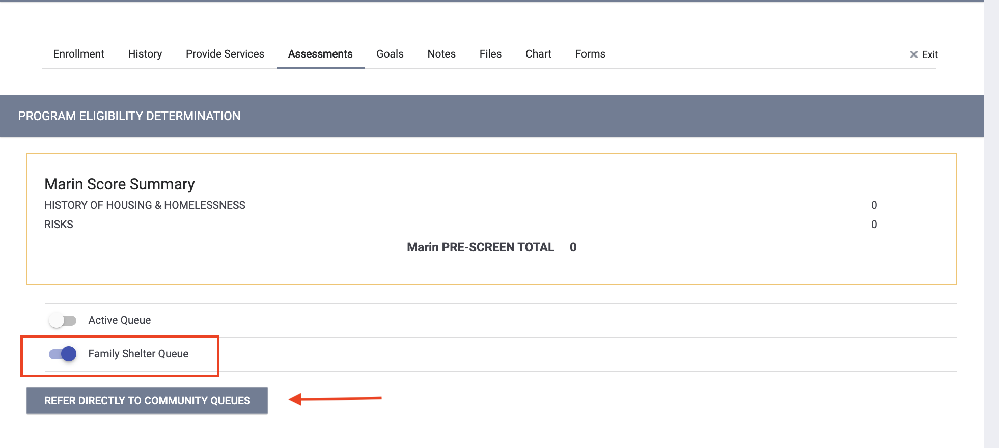 Enrollment History Provide Services Assessments Goals Notes Files Chart Forms Exit
PROGRAM ELIGIBILITY DETERMINATION
Marin Score Summary
HISTORY OF HOUSING & HOMELESSNESS 0
RISKS 0
Marin PRE-SCREEN TOTAL 0
Active Queue
Family Shelter Queue
REFER DIRECTLY TO COMMUNITY QUEUES